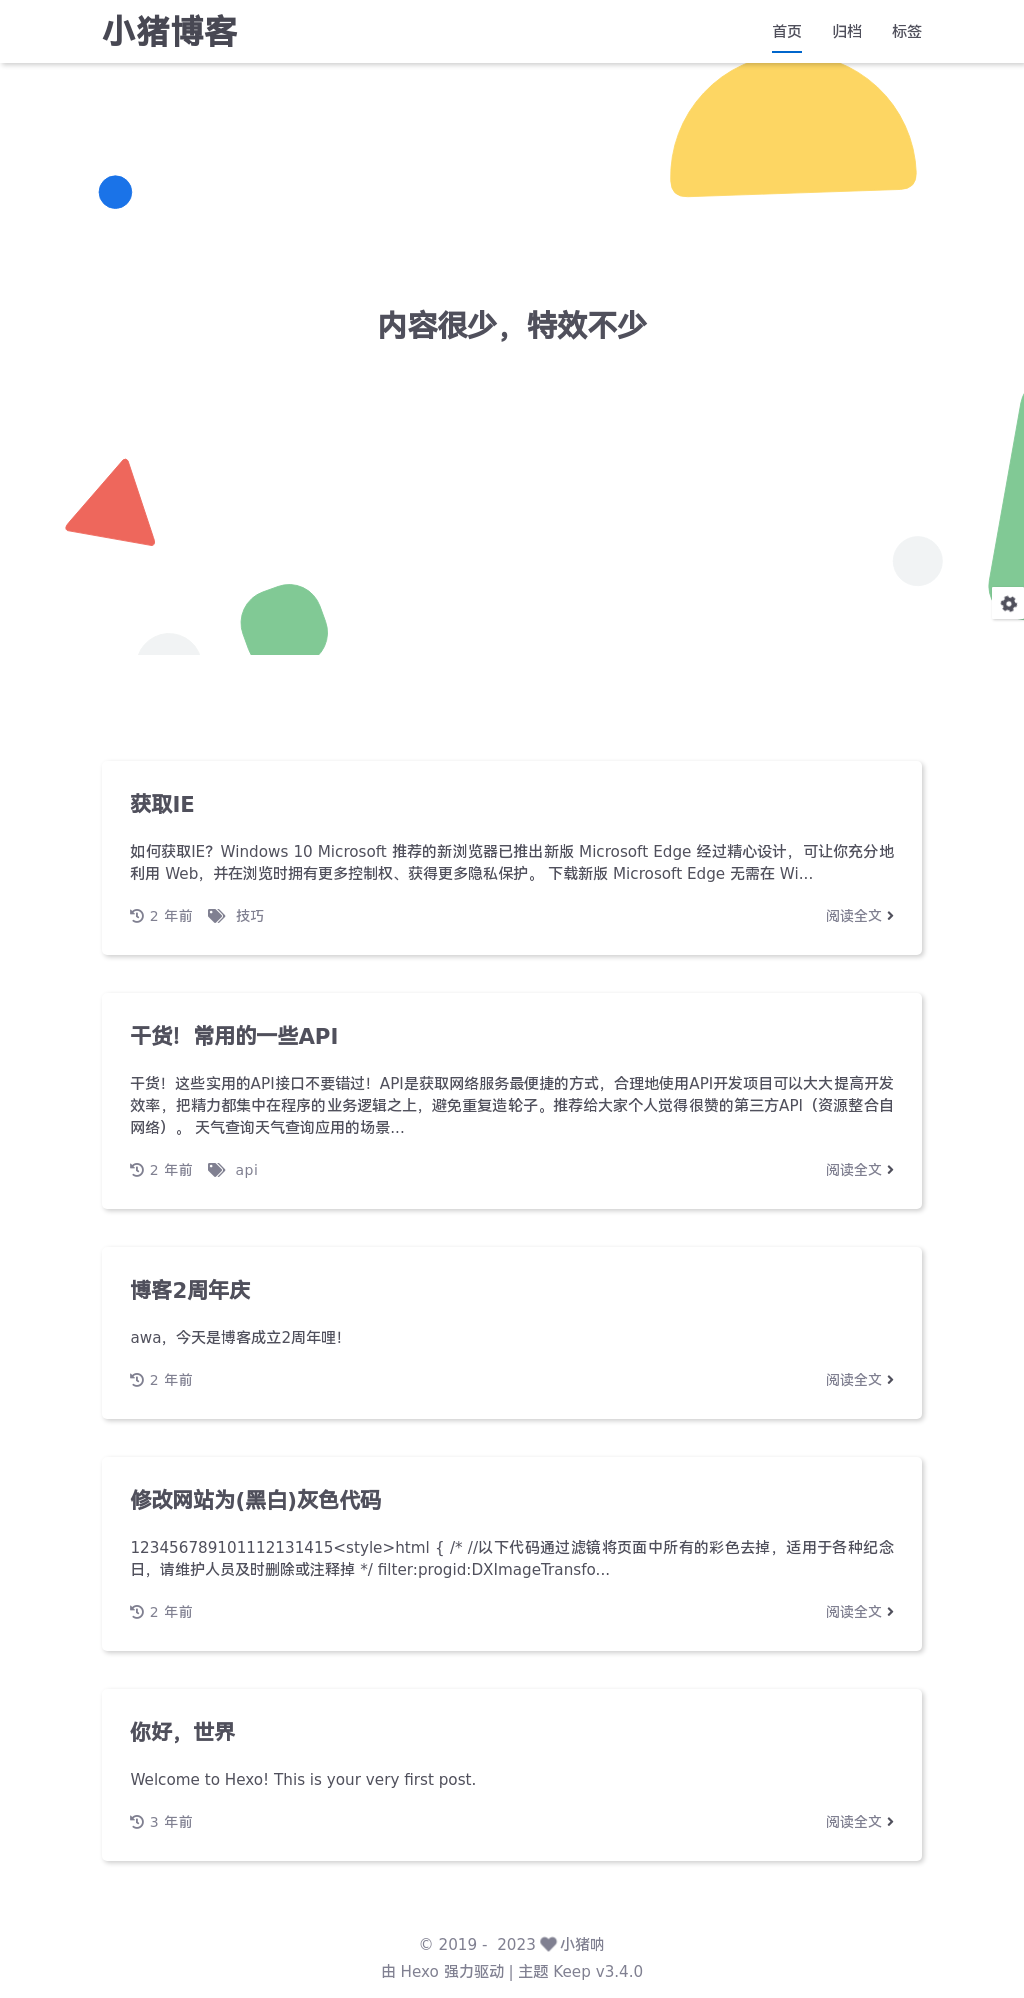 小猪博客
首页 归档 标签
内容很少，特效不少
获取IE
如何获取IE？Windows 10 Microsoft 推荐的新浏览器已推出新版 Microsoft Edge 经过精心设计，可让你充分地
利用 Web，并在浏览时拥有更多控制权、获得更多隐私保护。 下载新版 Microsoft Edge 无需在 Wi...
2 年前 技巧 阅读全文
干货！常用的一些API
干货！这些实用的API接口不要错过！API是获取网络服务最便捷的方式，合理地使用API开发项目可以大大提高开发
效率，把精力都集中在程序的业务逻辑之上，避免重复造轮子。推荐给大家个人觉得很赞的第三方API（资源整合自
网络）。 天气查询天气查询应用的场景...
2 年前 api 阅读全文
博客2周年庆
awa，今天是博客成立2周年哩！
2 年前 阅读全文
修改网站为(黑白)灰色代码
123456789101112131415<style>html { /* //以下代码通过滤镜将页面中所有的彩色去掉，适用于各种纪念
日，请维护人员及时删除或注释掉 */ filter:progid:DXImageTransfo...
2 年前 阅读全文
你好，世界
Welcome to Hexo! This is your very first post.
3 年前 阅读全文
© 2019 - 2023 小猪呐
由 Hexo 强力驱动 | 主题 Keep v3.4.0